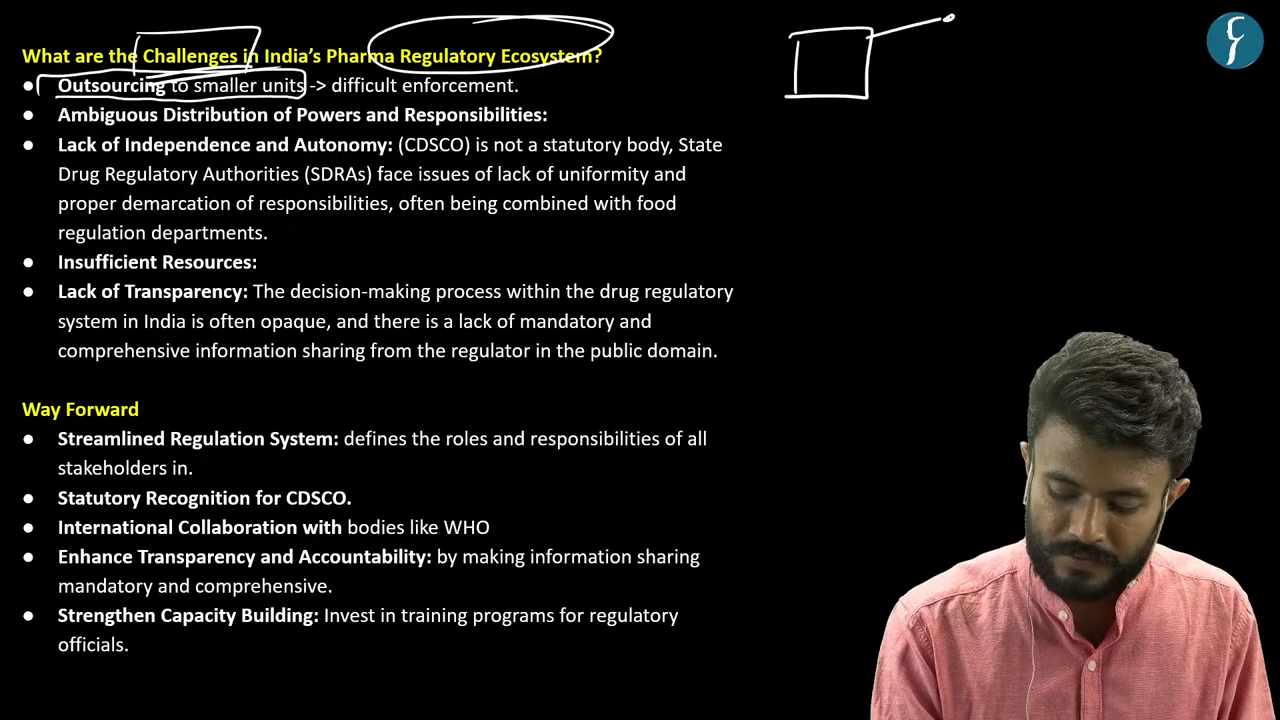 What are the Challenges in India's Pharma Regulatory Ecosystem?
● Outsourcing to smaller units -> difficult enforcement.
● Ambiguous Distribution of Powers and Responsibilities:
● Lack of Independence and Autonomy: (CDSCO) is not a statutory body, State
Drug Regulatory Authorities (SDRAs) face issues of lack of uniformity and
proper demarcation of responsibilities, often being combined with food
regulation departments.
● Insufficient Resources:
● Lack of Transparency: The decision-making process within the drug regulatory
system in India is often opaque, and there is a lack of mandatory and
comprehensive information sharing from the regulator in the public domain.
Way Forward
● Streamlined Regulation System: defines the roles and responsibilities of all
stakeholders in.
● Statutory Recognition for CDSCO.
● International Collaboration with bodies like WHO
● Enhance Transparency and Accountability: by making information sharing
mandatory and comprehensive.
● Strengthen Capacity Building: Invest in training programs for regulatory
officials.